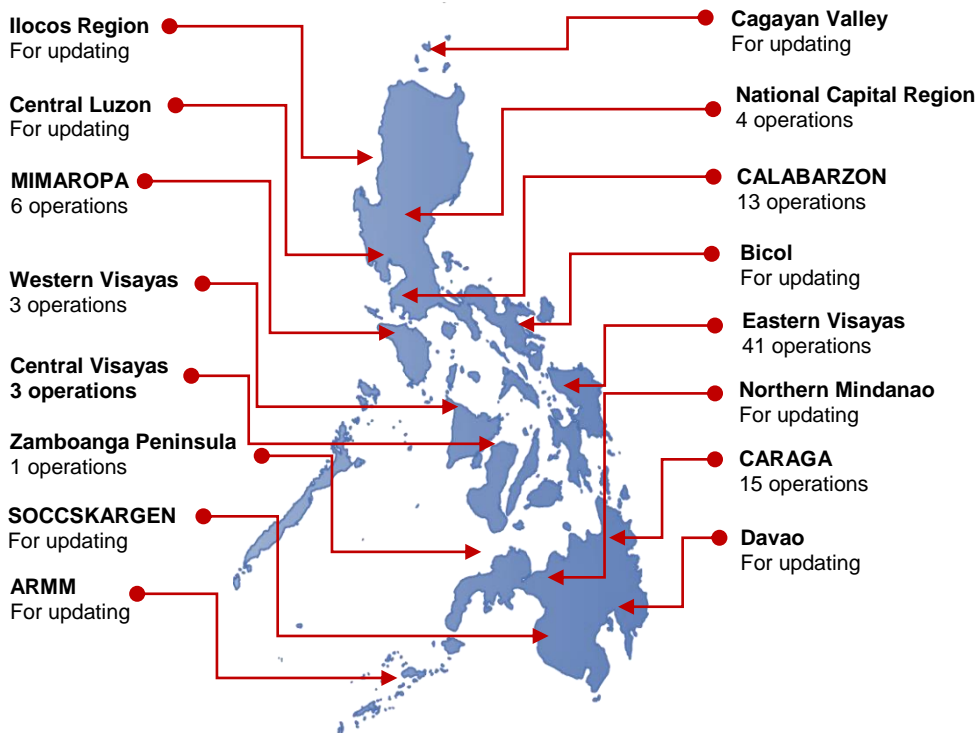 Ilocos Region
For updating
Central Luzon
For updating
MIMAROPA
6 operations
Western Visayas
3 operations
Central Visayas
3 operations
Zamboanga Peninsula
1 operations
SOCCSKARGEN
For updating
ARMM
For updating
Cagayan Valley
For updating
National Capital Region
4 operations
CALABARZON
13 operations
Bicol
For updating
Eastern Visayas
41 operations
Northern Mindanao
For updating
CARAGA
15 operations
Davao
For updating